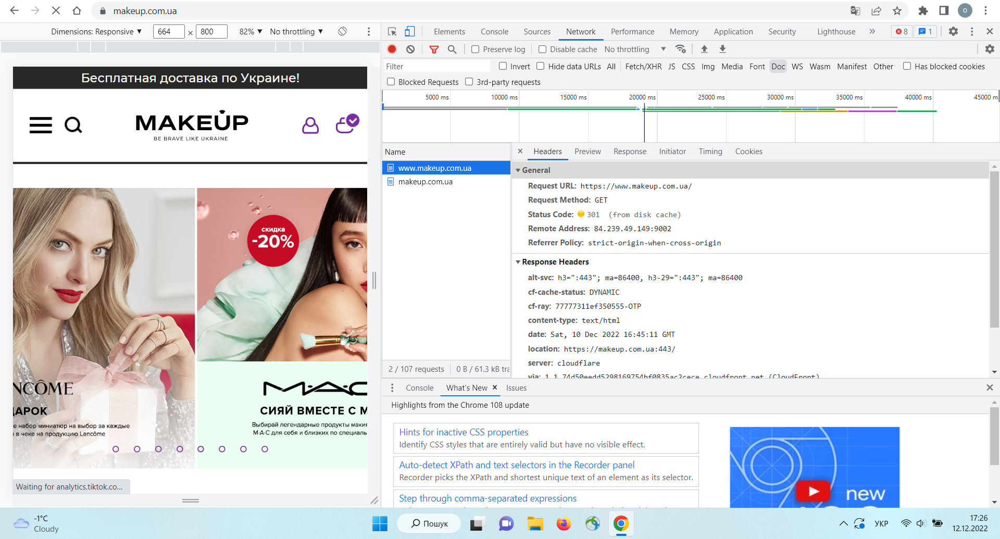 makeup.com.ua
O
Dimensions: Responsive ▼ 664 × 800 82% ▼ No throttling ▼
Elements Console Sources Network Performance Memory Application Security Lighthouse » 8 1
Preserve log Disable cache No throttling ▼
Filter Invert Hide data URLs All Fetch/XHR JS CSS Img Media Font Doc WS Wasm Manifest Other Has blocked cookies
Blocked Requests 3rd-party requests
5000 ms 10000 ms 15000 ms 20000 ms 25000 ms 30000 ms 35000 ms 40000 ms 45000 m
Бесплатная доставка по Украине!
MAKEUP
BE BRAVE LIKE UKRAINE
скидка
-20%
NCÔME
ДАРОК
е набор миниатюр на выбор за каждые
в чеке на продукцию Lancôme
M·A·C
СИЯЙ ВМЕСТЕ С М
Выбирай легендарные продукты макия
M·A·C для себя и близких по специаль
Waiting for analytics.tiktok.co...
Name
www.makeup.com.ua
makeup.com.ua
2 / 107 requests 0 B / 61.3 kB tra
× Headers Preview Response Initiator Timing Cookies
General
Request URL: https://www.makeup.com.ua/
Request Method: GET
Status Code: 301 (from disk cache)
Remote Address: 84.239.49.149:9002
Referrer Policy: strict-origin-when-cross-origin
Response Headers
alt-svc: h3=":443"; ma=86400, h3-29=":443"; ma=86400
cf-cache-status: DYNAMIC
cf-ray: 77777311ef350555-OTP
content-type: text/html
date: Sat, 10 Dec 2022 16:45:11 GMT
location: https://makeup.com.ua:443/
server: cloudflare
via: 1.1 74d50eedd5298169754bf0835ac2cece.cloudfront.net (CloudFront)
Console What's New × Issues
Highlights from the Chrome 108 update
Hints for inactive CSS properties
Identify CSS styles that are entirely valid but have no visible effect.
Auto-detect XPath and text selectors in the Recorder panel
Recorder picks the XPath and shortest unique text of an element as its selector.
Step through comma-separated expressions
new
-1°C
Cloudy
Пошук
УКР
17:26
12.12.2022